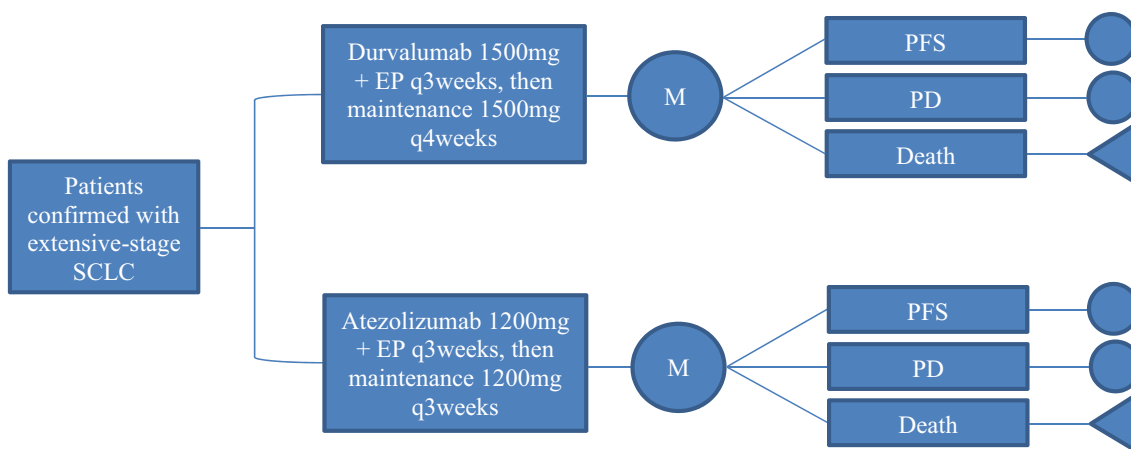 Patients
confirmed with
extensive-stage
SCLC
Durvalumab 1500mg
+ EP q3weeks, then
maintenance 1500mg
q4weeks
M
PFS
PD
Death
Atezolizumab 1200mg
+ EP q3weeks, then
maintenance 1200mg
q3weeks
M
PFS
PD
Death